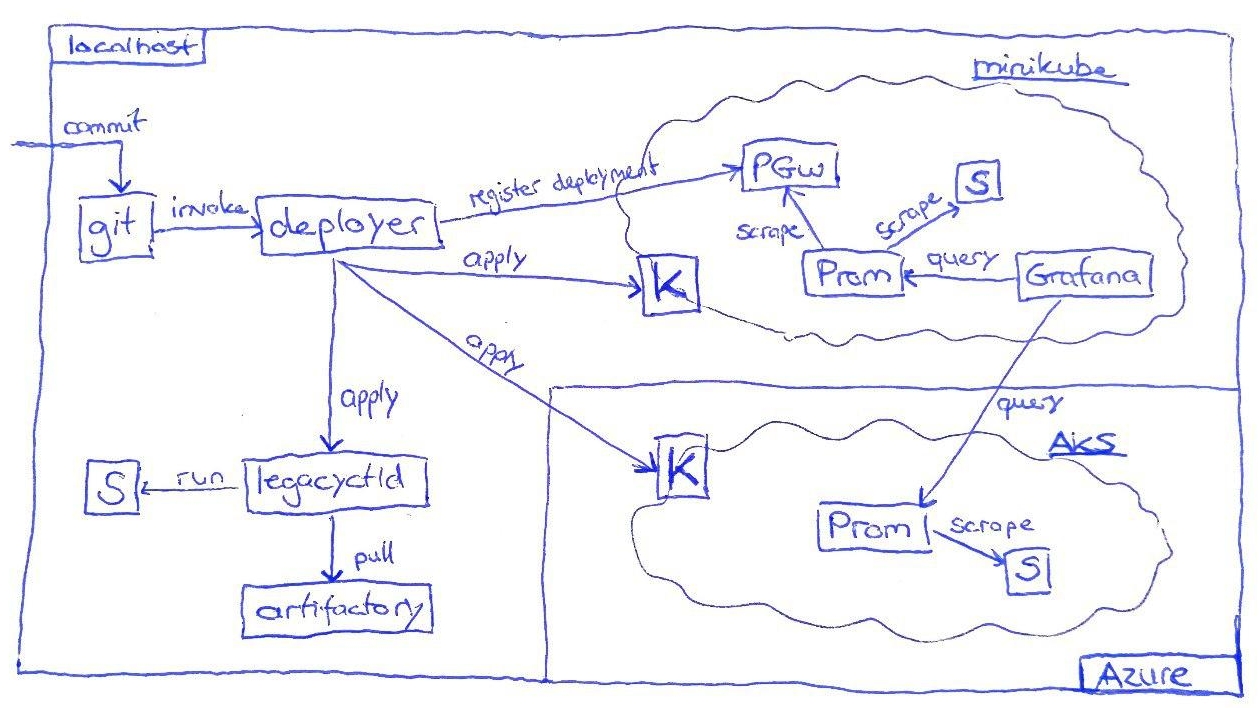 localhost
minikube
commit
PGw
S
register deployment
git
invoke
deployer
scrape
scrape
apply
K
Prom
query
Grafana
apply
apply
query
AKS
K
S
run
legacyctld
Prom
scrape
S
pull
artifactory
Azure